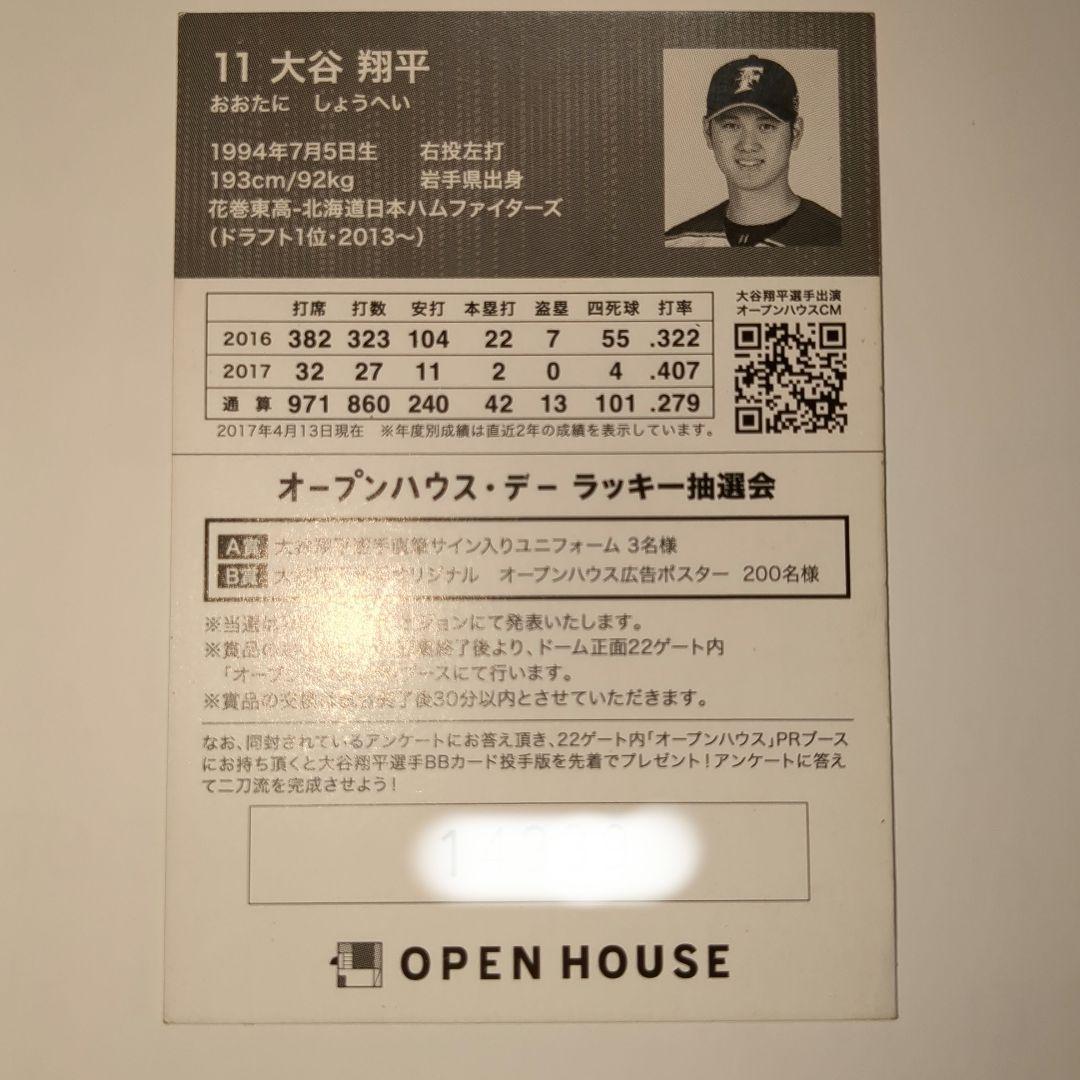 11 大谷 翔平
おおたに しょうへい
1994年7月5日生 右投左打
193cm/92kg 岩手県出身
花巻東高-北海道日本ハムファイターズ
(ドラフト1位・2013〜)
F
11
打席 打数 安打 本塁打 盗塁 四死球 打率
2016 382 323 104 22 7 55 .322
2017 32 27 11 2 0 4 .407
通算 971 860 240 42 13 101 .279
2017年4月13日現在 ※年度別成績は直近2年の成績を表示しています。
大谷翔平選手出演
オープンハウスCM
オープンハウス・デー ラッキー抽選会
A賞 大谷翔平選手直筆サイン入りユニフォーム 3名様
B賞 大谷 オリジナル オープンハウス広告ポスター 200名様
※当選は ョンにて発表いたします。
※賞品の 終了後より、ドーム正面22ゲート内
「オープ ースにて行います。
※賞品の交換は試合終了後30分以内とさせていただきます。
なお、同封されているアンケートにお答え頂き、22ゲート内「オープンハウス」PRブース
にお持ち頂くと大谷翔平選手BBカード投手版を先着でプレゼント!アンケートに答え
て二刀流を完成させよう!
OPEN HOUSE